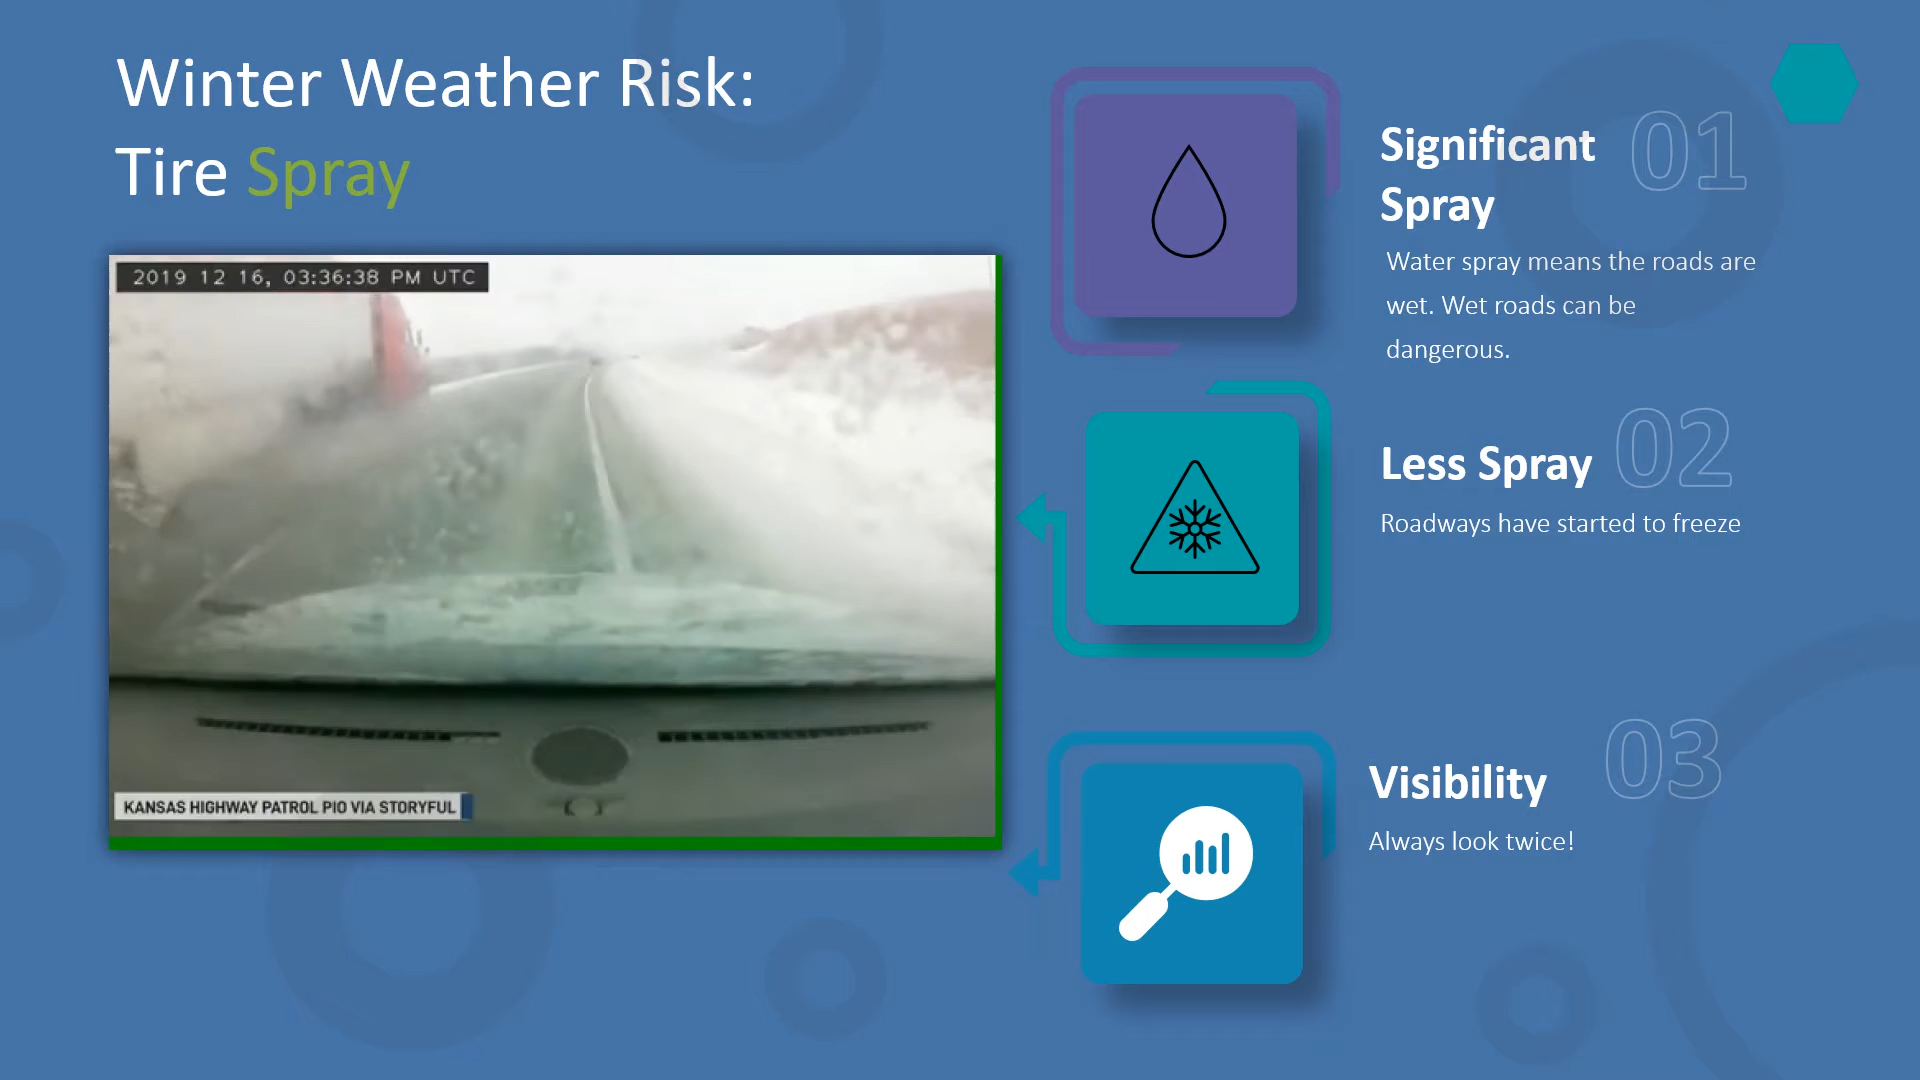 Winter Weather Risk:
Tire Spray
2019 12 16, 03:36:38 PM UTC
KANSAS HIGHWAY PATROL PIO VIA STORYFUL
Significant
Spray
01
Water spray means the roads are
wet. Wet roads can be
dangerous.
Less Spray
02
Roadways have started to freeze
Visibility
03
Always look twice!